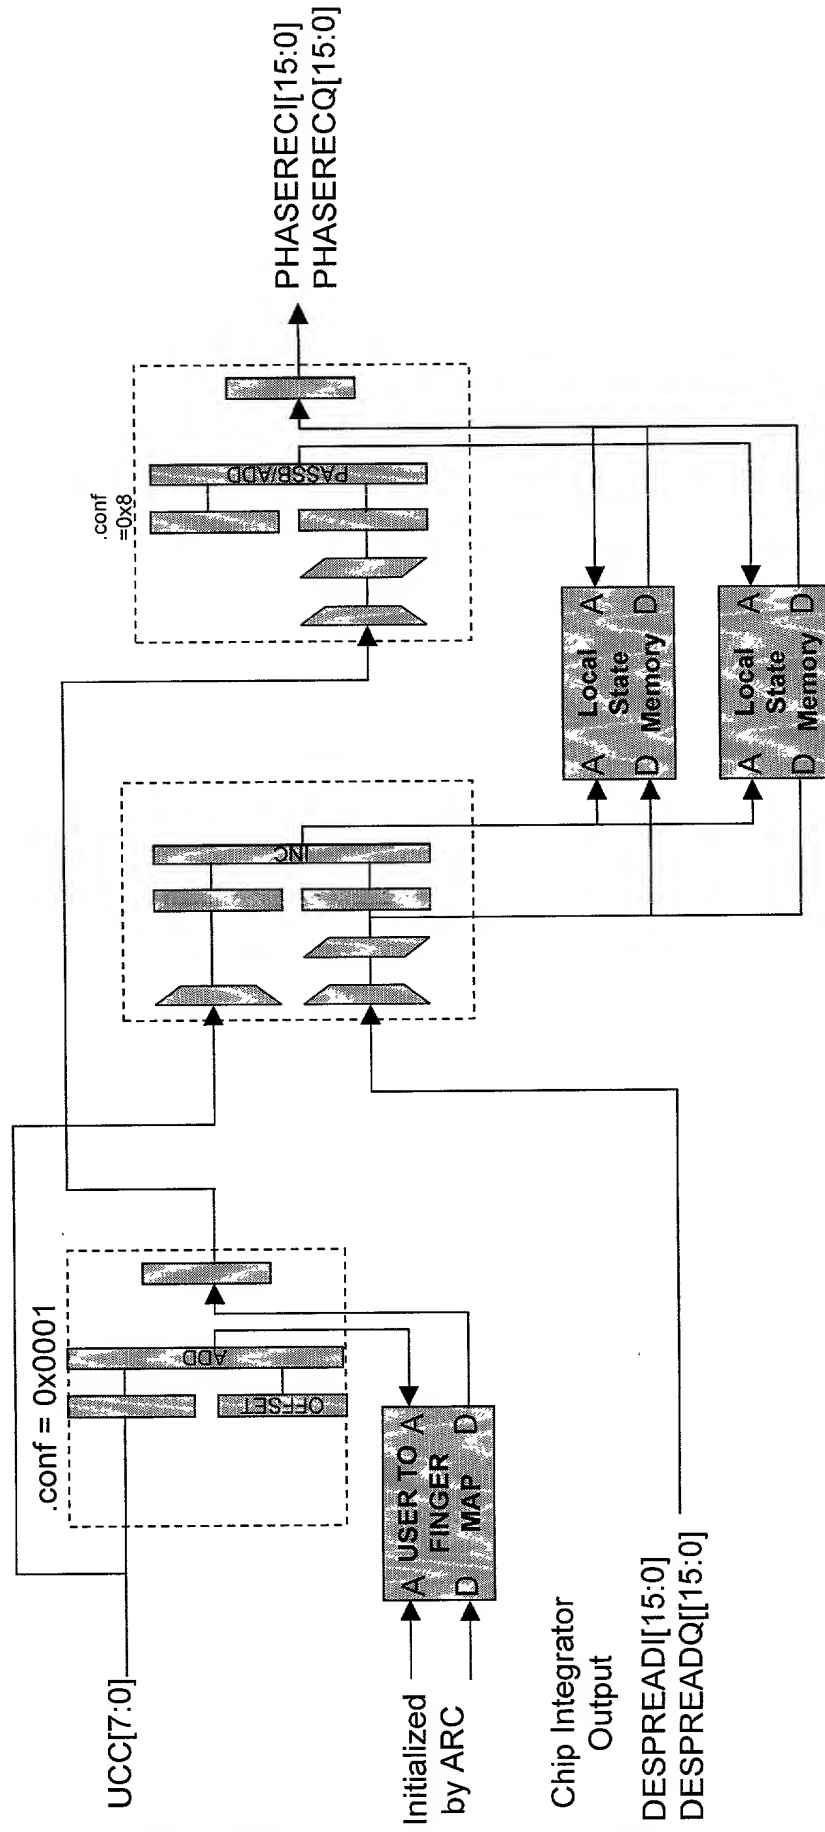 UCC[7:0]
.conf = 0x0001
ADD
OFFSET
A USER TO A
FINGER
D MAP D
Initialized
by ARC
Chip Integrator
Output
DESPREADI[15:0]
DESPREADQ[[15:0]
INC
.conf
=0x8
PASSB/ADD
A Local A
State
D Memory D
A Local A
State
D Memory D
PHASERECI[15:0]
PHASERECQ[15:0]